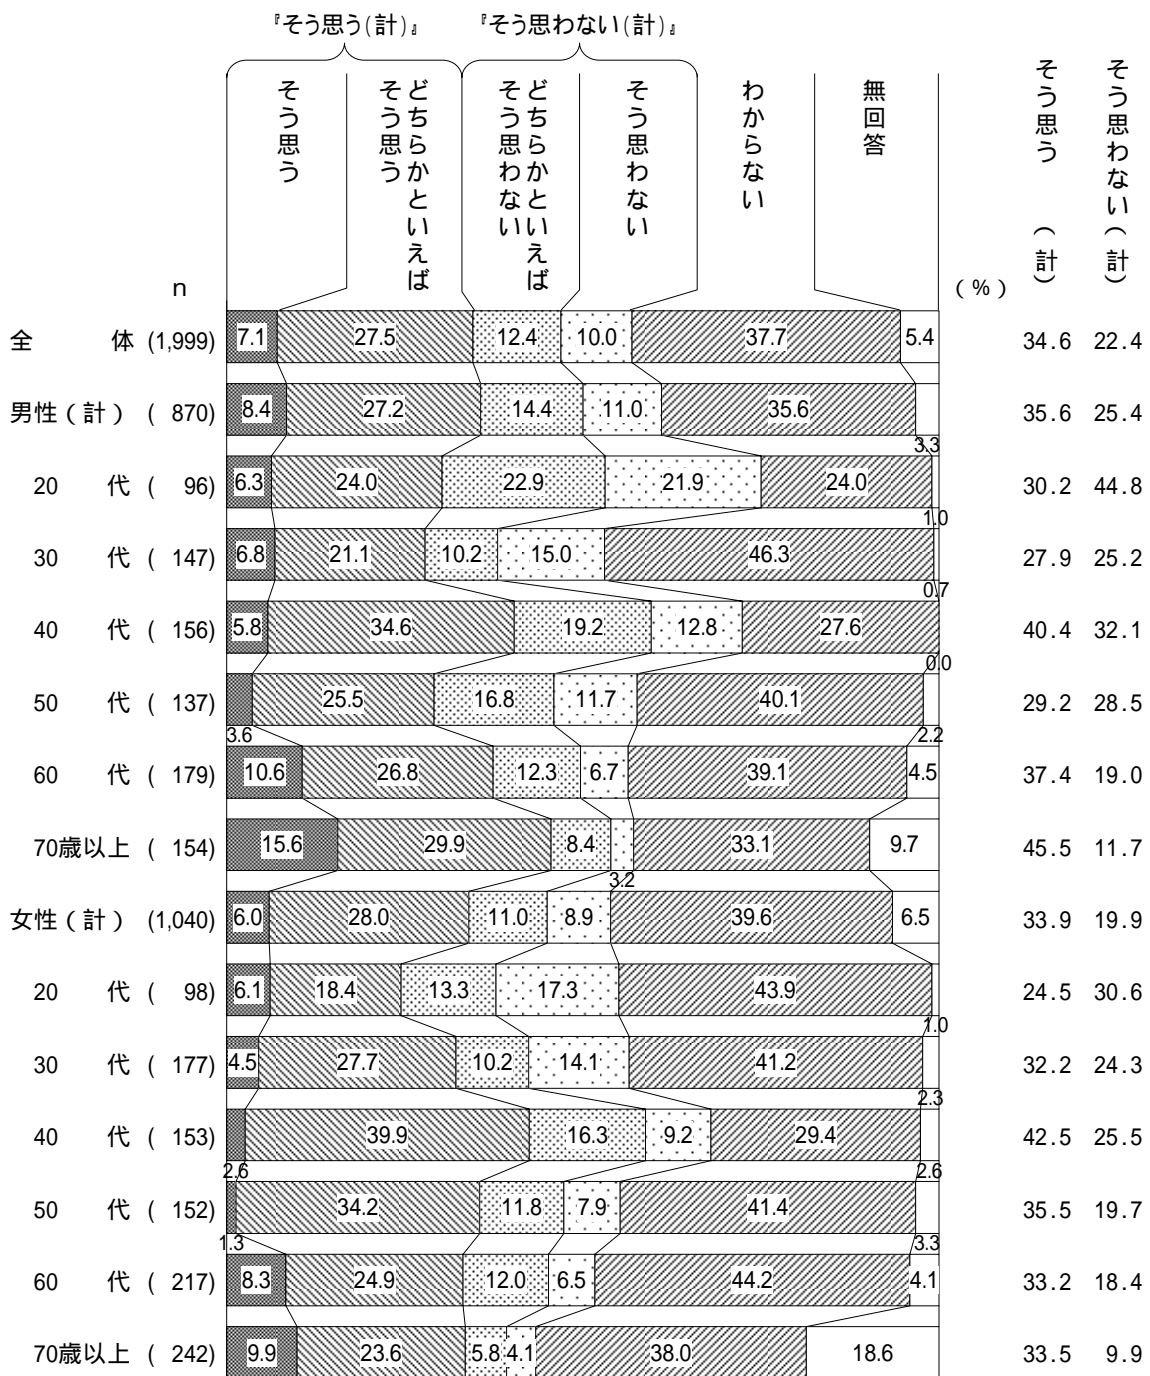 『そう思う(計)』 『そう思わない(計)』
そう思う
どちらかといえば
そう思う
どちらかといえば
そう思わない
そう思わない
わからない
無回答
そう思う(計)
そう思わない(計)
n (%)
全 体 (1,999) 7.1 27.5 12.4 10.0 37.7 5.4 34.6 22.4
男性(計) ( 870) 8.4 27.2 14.4 11.0 35.6 3.3 35.6 25.4
20 代 ( 96) 6.3 24.0 22.9 21.9 24.0 1.0 30.2 44.8
30 代 ( 147) 6.8 21.1 10.2 15.0 46.3 0.7 27.9 25.2
40 代 ( 156) 5.8 34.6 19.2 12.8 27.6 0.0 40.4 32.1
50 代 ( 137) 3.6 25.5 16.8 11.7 40.1 2.2 29.2 28.5
60 代 ( 179) 10.6 26.8 12.3 6.7 39.1 4.5 37.4 19.0
70歳以上 ( 154) 15.6 29.9 8.4 3.2 33.1 9.7 45.5 11.7
女性(計) (1,040) 6.0 28.0 11.0 8.9 39.6 6.5 33.9 19.9
20 代 ( 98) 6.1 18.4 13.3 17.3 43.9 1.0 24.5 30.6
30 代 ( 177) 4.5 27.7 10.2 14.1 41.2 2.3 32.2 24.3
40 代 ( 153) 2.6 39.9 16.3 9.2 29.4 2.6 42.5 25.5
50 代 ( 152) 1.3 34.2 11.8 7.9 41.4 3.3 35.5 19.7
60 代 ( 217) 8.3 24.9 12.0 6.5 44.2 4.1 33.2 18.4
70歳以上 ( 242) 9.9 23.6 5.8 4.1 38.0 18.6 33.5 9.9